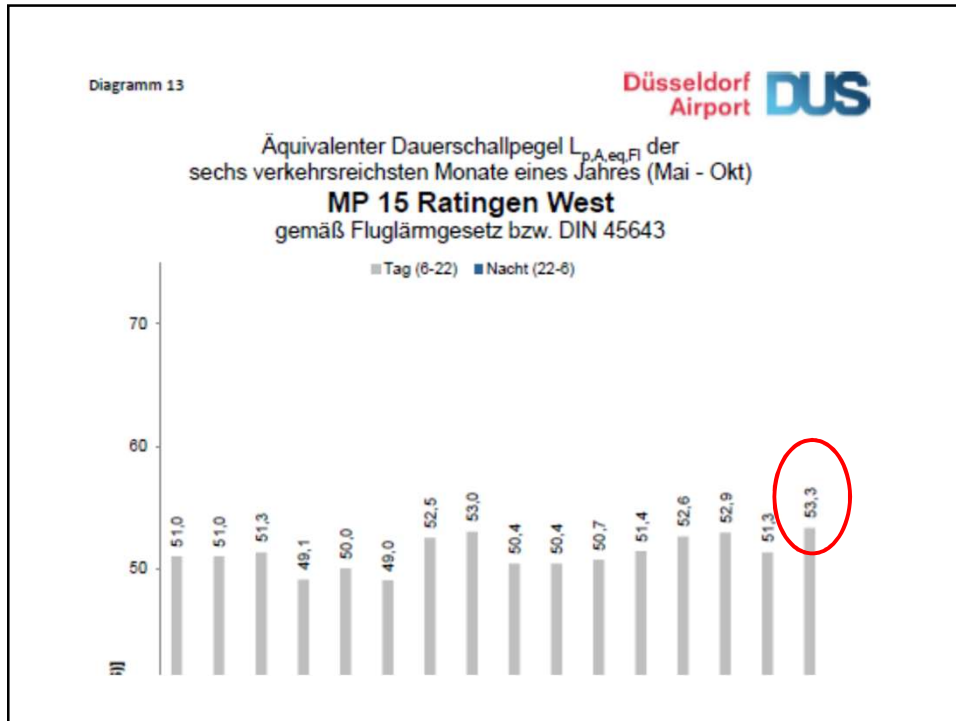 Diagramm 13
Düsseldorf
Airport
DUS
Äquivalenter Dauerschallpegel Lp,A,eq,Fl der
sechs verkehrsreichsten Monate eines Jahres (Mai - Okt)
MP 15 Ratingen West
gemäß Fluglärmgesetz bzw. DIN 45643
Tag (6-22) Nacht (22-6)
70
60
50
51,0
51,0
51,3
49,1
50,0
49,0
52,5
53,0
50,4
50,4
50,7
51,4
52,6
52,9
51,3
53,3